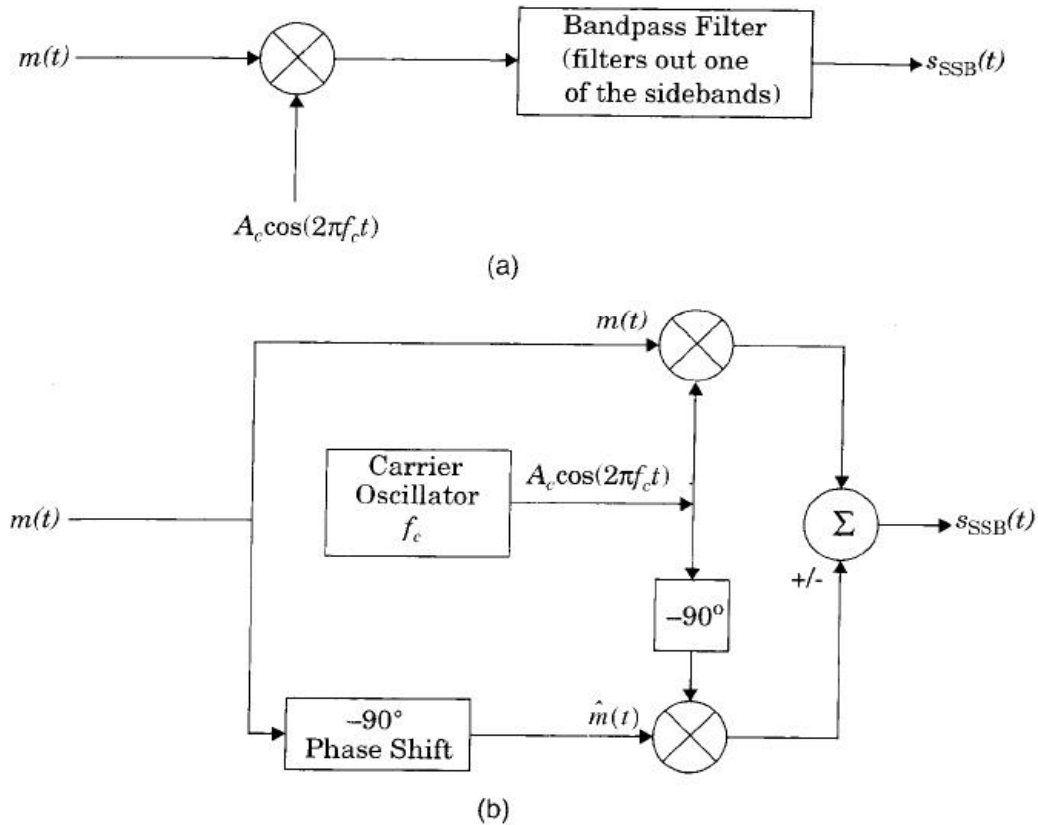 m(t)
Bandpass Filter
(filters out one
of the sidebands)
s_SSB(t)
A_c cos(2πf_c t)
(a)
m(t)
Carrier
Oscillator
f_c
A_c cos(2πf_c t)
m(t)
Σ
s_SSB(t)
+/-
–90°
–90°
Phase Shift
m̂(t)
(b)